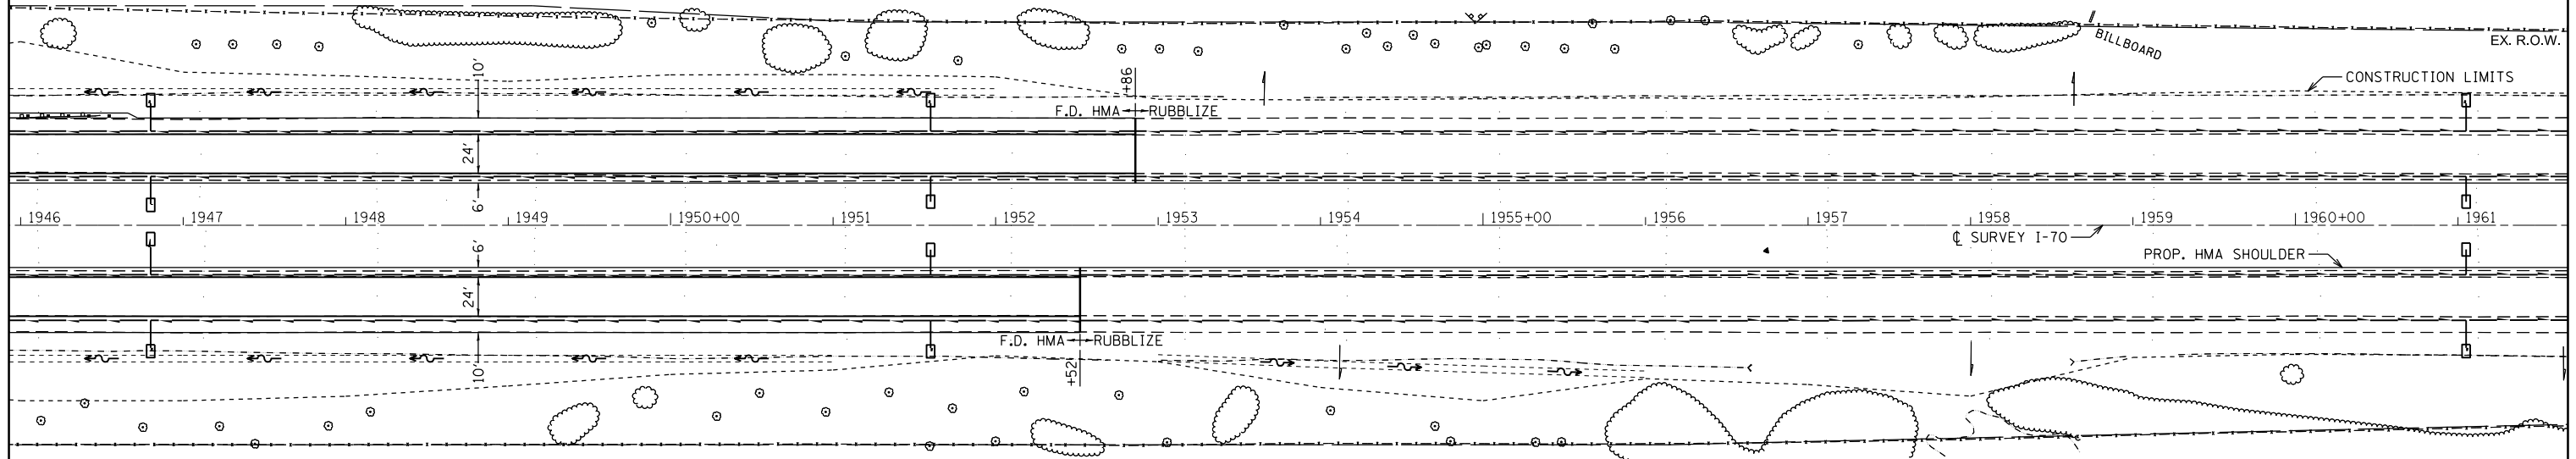 BILLBOARD
EX. R.O.W.
CONSTRUCTION LIMITS
10'
+86
F.D. HMA RUBBLIZE
24'
6'
1946 1947 1948 1949 1950+00 1951 1952 1953 1954 1955+00 1956 1957 1958 1959 1960+00 1961
℄ SURVEY I-70
6'
PROP. HMA SHOULDER
24'
F.D. HMA RUBBLIZE
10'
+52